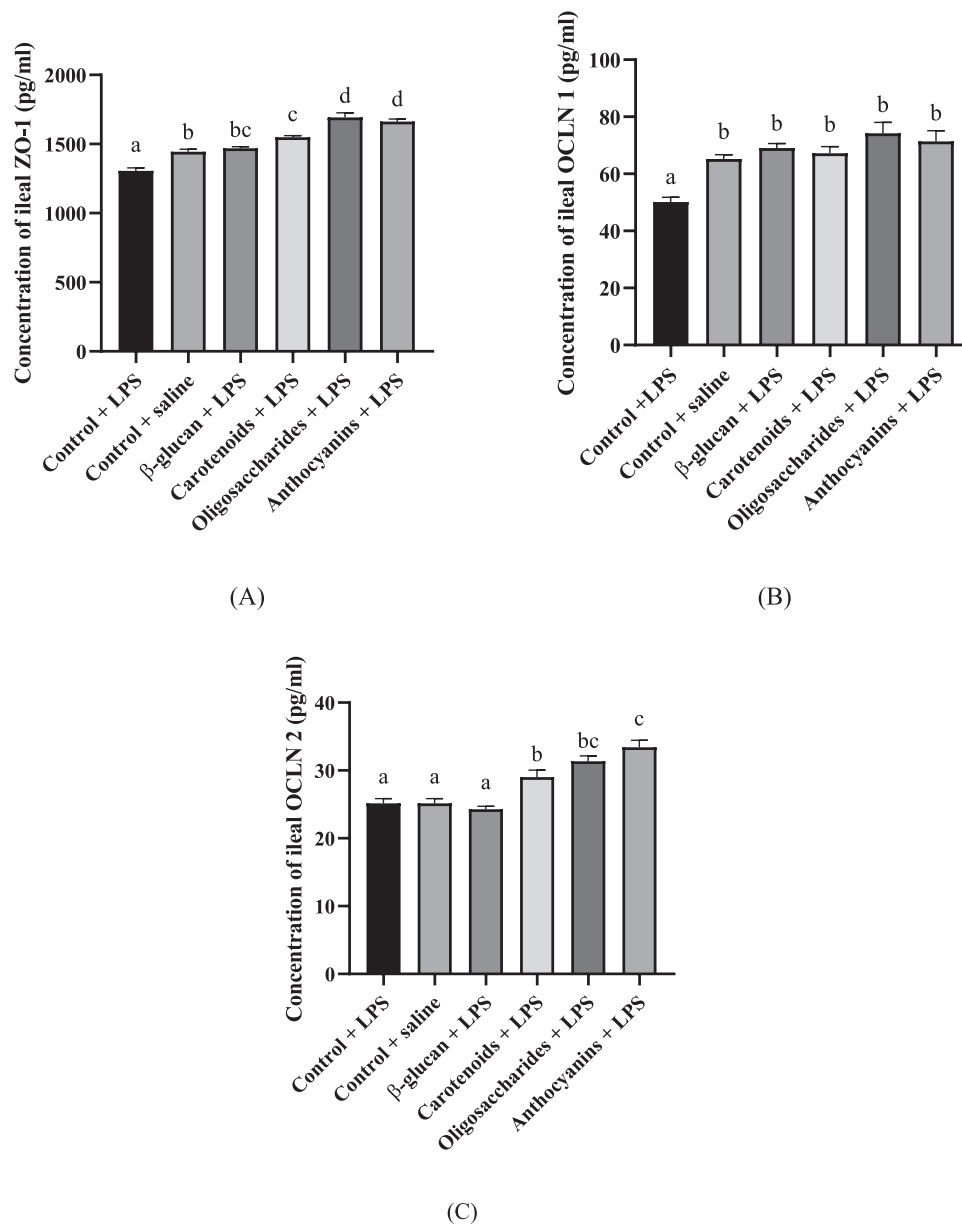 Concentration of ileal ZO-1 (pg/ml)
2000
1500
1000
500
0
a
b
bc
c
d
d
Control + LPS
Control + saline
β-glucan + LPS
Carotenoids + LPS
Oligosaccharides + LPS
Anthocyanins + LPS
(A)
Concentration of ileal OCLN 1 (pg/ml)
100
80
60
40
20
0
a
b
b
b
b
b
Control +LPS
Control + saline
β-glucan + LPS
Carotenoids + LPS
Oligosaccharides + LPS
Anthocyanins + LPS
(B)
Concentration of ileal OCLN 2 (pg/ml)
40
30
20
10
0
a
a
a
b
bc
c
Control + LPS
Control + saline
β-glucan + LPS
Carotenoids + LPS
Oligosaccharides + LPS
Anthocyanins + LPS
(C)